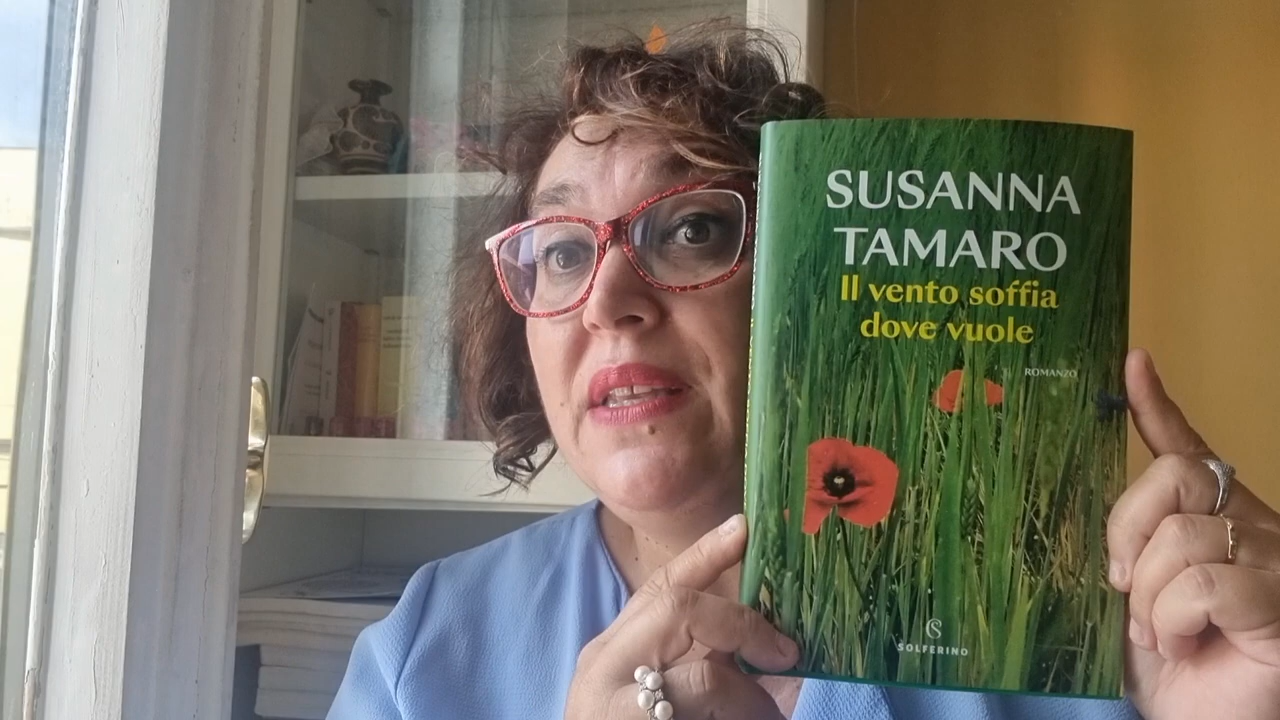 SUSANNA
TAMARO
Il vento soffia
dove vuole
ROMANZO
SOLFERINO